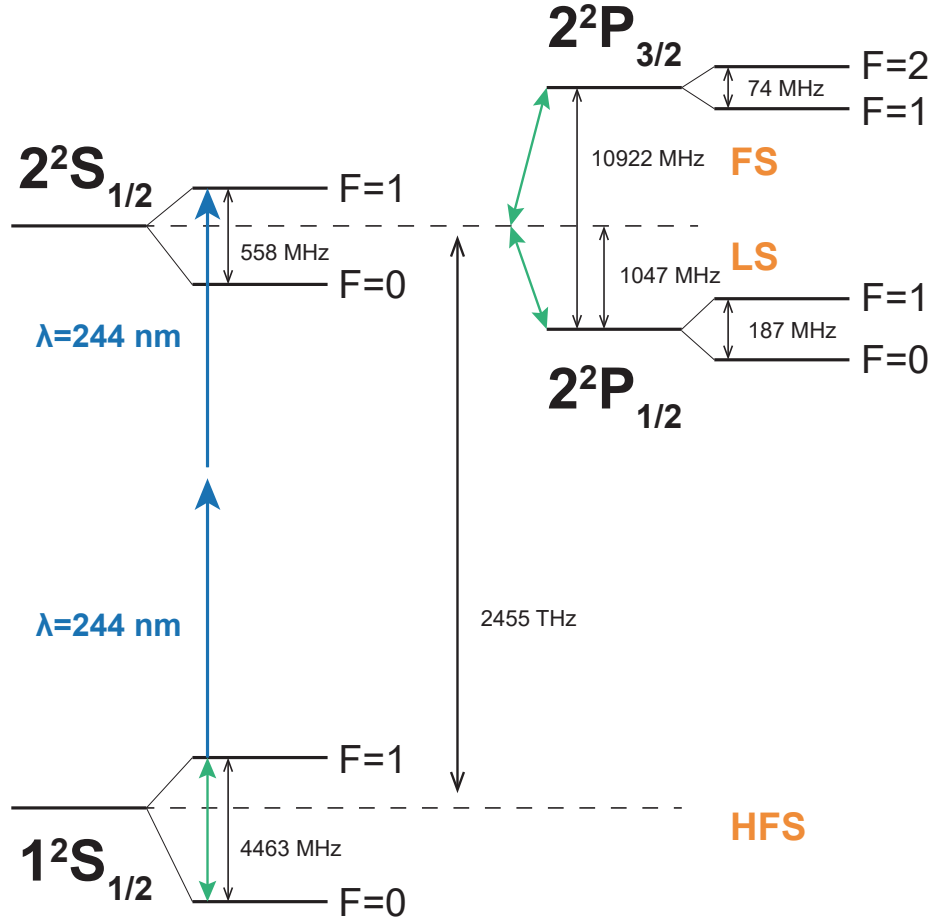 2²P3/2
F=2
74 MHz
F=1
10922 MHz
FS
2²S1/2
F=1
558 MHz
F=0
LS
1047 MHz
F=1
187 MHz
F=0
2²P1/2
λ=244 nm
2455 THz
λ=244 nm
F=1
HFS
4463 MHz
1²S1/2
F=0